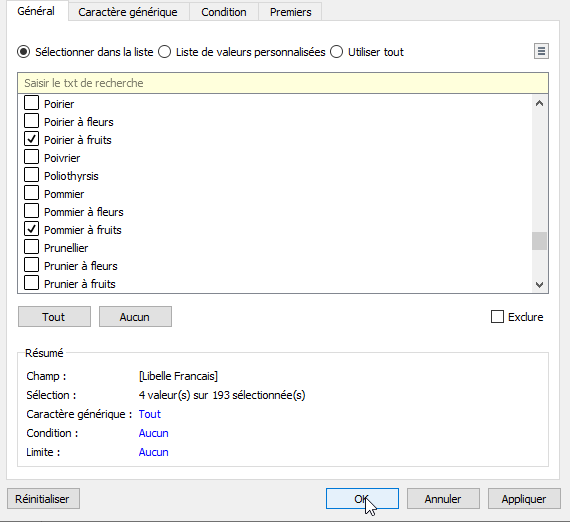 Général Caractère générique Condition Premiers
Sélectionner dans la liste Liste de valeurs personnalisées Utiliser tout
Saisir le txt de recherche
Poirier
Poirier à fleurs
Poirier à fruits
Poivrier
Poliothyrsis
Pommier
Pommier à fleurs
Pommier à fruits
Prunellier
Prunier à fleurs
Prunier à fruits
Tout Aucun Exclure
Résumé
Champ : [Libelle Francais]
Sélection : 4 valeur(s) sur 193 sélectionnée(s)
Caractère générique : Tout
Condition : Aucun
Limite : Aucun
Réinitialiser OK Annuler Appliquer